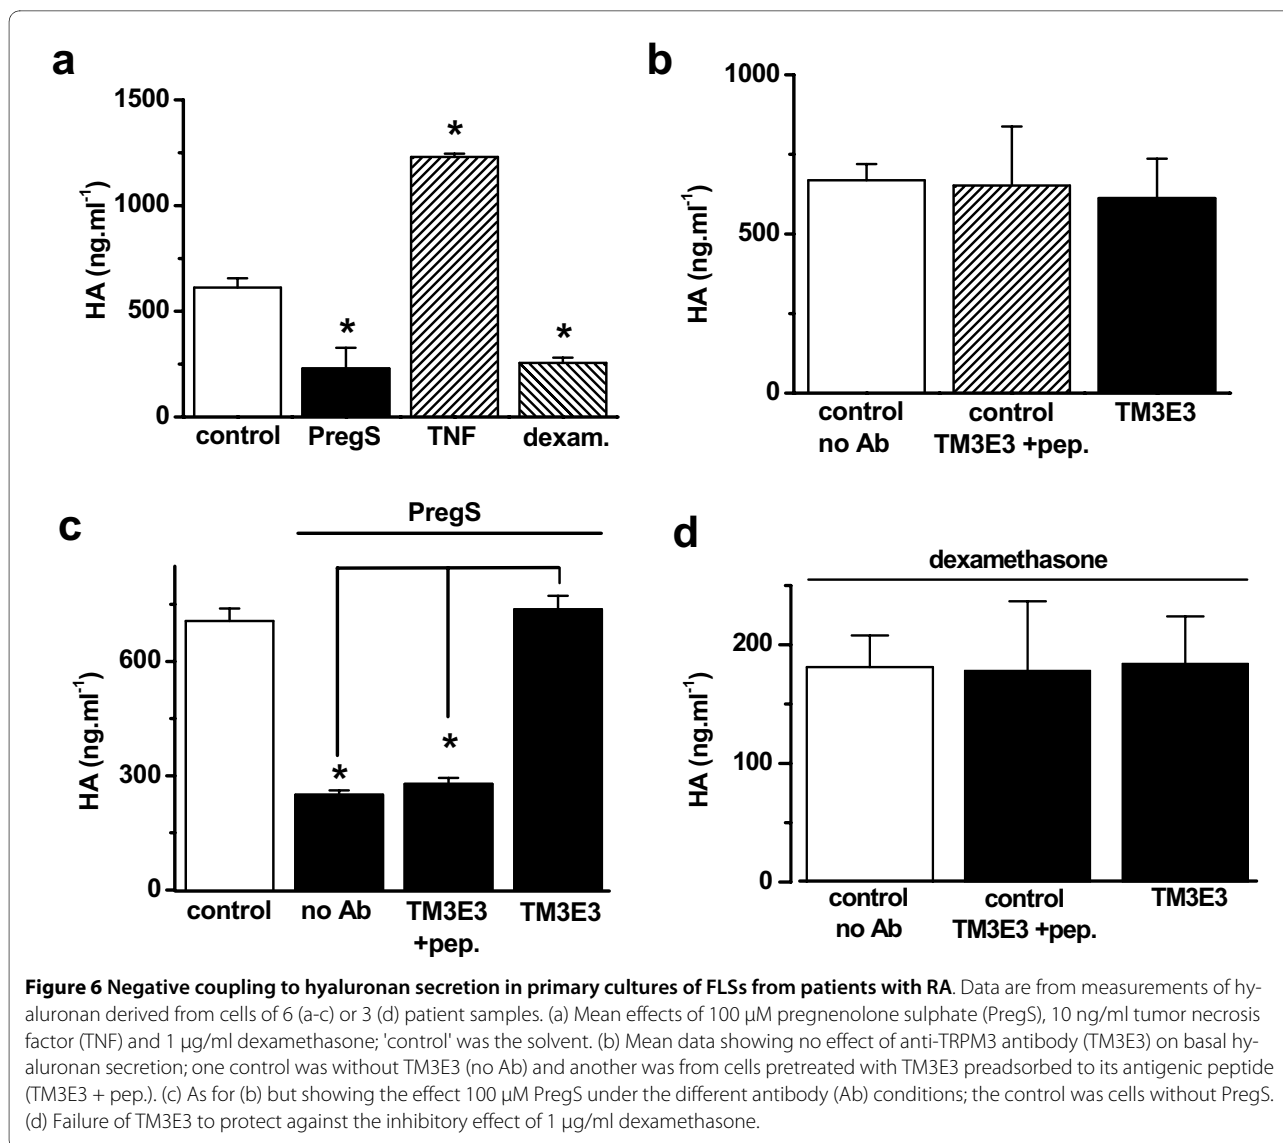 a
1500
*
1000
HA (ng.ml-1)
500
*
*
0
control PregS TNF dexam.
b
1000
HA (ng.ml-1)
500
0
control control TM3E3
no Ab TM3E3 +pep.
c
PregS
600
HA (ng.ml-1)
300
*
*
0
control no Ab TM3E3 TM3E3
+pep.
d
dexamethasone
200
HA (ng.ml-1)
100
0
control control TM3E3
no Ab TM3E3 +pep.
Figure 6 Negative coupling to hyaluronan secretion in primary cultures of FLSs from patients with RA. Data are from measurements of hy-
aluronan derived from cells of 6 (a-c) or 3 (d) patient samples. (a) Mean effects of 100 μM pregnenolone sulphate (PregS), 10 ng/ml tumor necrosis
factor (TNF) and 1 μg/ml dexamethasone; 'control' was the solvent. (b) Mean data showing no effect of anti-TRPM3 antibody (TM3E3) on basal hy-
aluronan secretion; one control was without TM3E3 (no Ab) and another was from cells pretreated with TM3E3 preadsorbed to its antigenic peptide
(TM3E3 + pep.). (c) As for (b) but showing the effect 100 μM PregS under the different antibody (Ab) conditions; the control was cells without PregS.
(d) Failure of TM3E3 to protect against the inhibitory effect of 1 μg/ml dexamethasone.